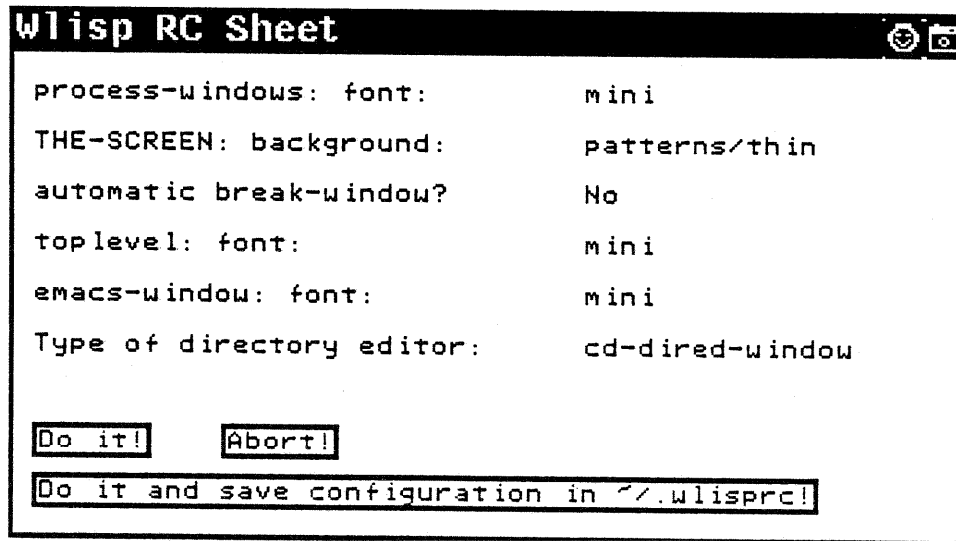 Wlisp RC Sheet
process-windows: font: mini
THE-SCREEN: background: patterns/thin
automatic break-window? No
toplevel: font: mini
emacs-window: font: mini
Type of directory editor: cd-dired-window
Do it! Abort!
Do it and save configuration in ~/.wlisprc!